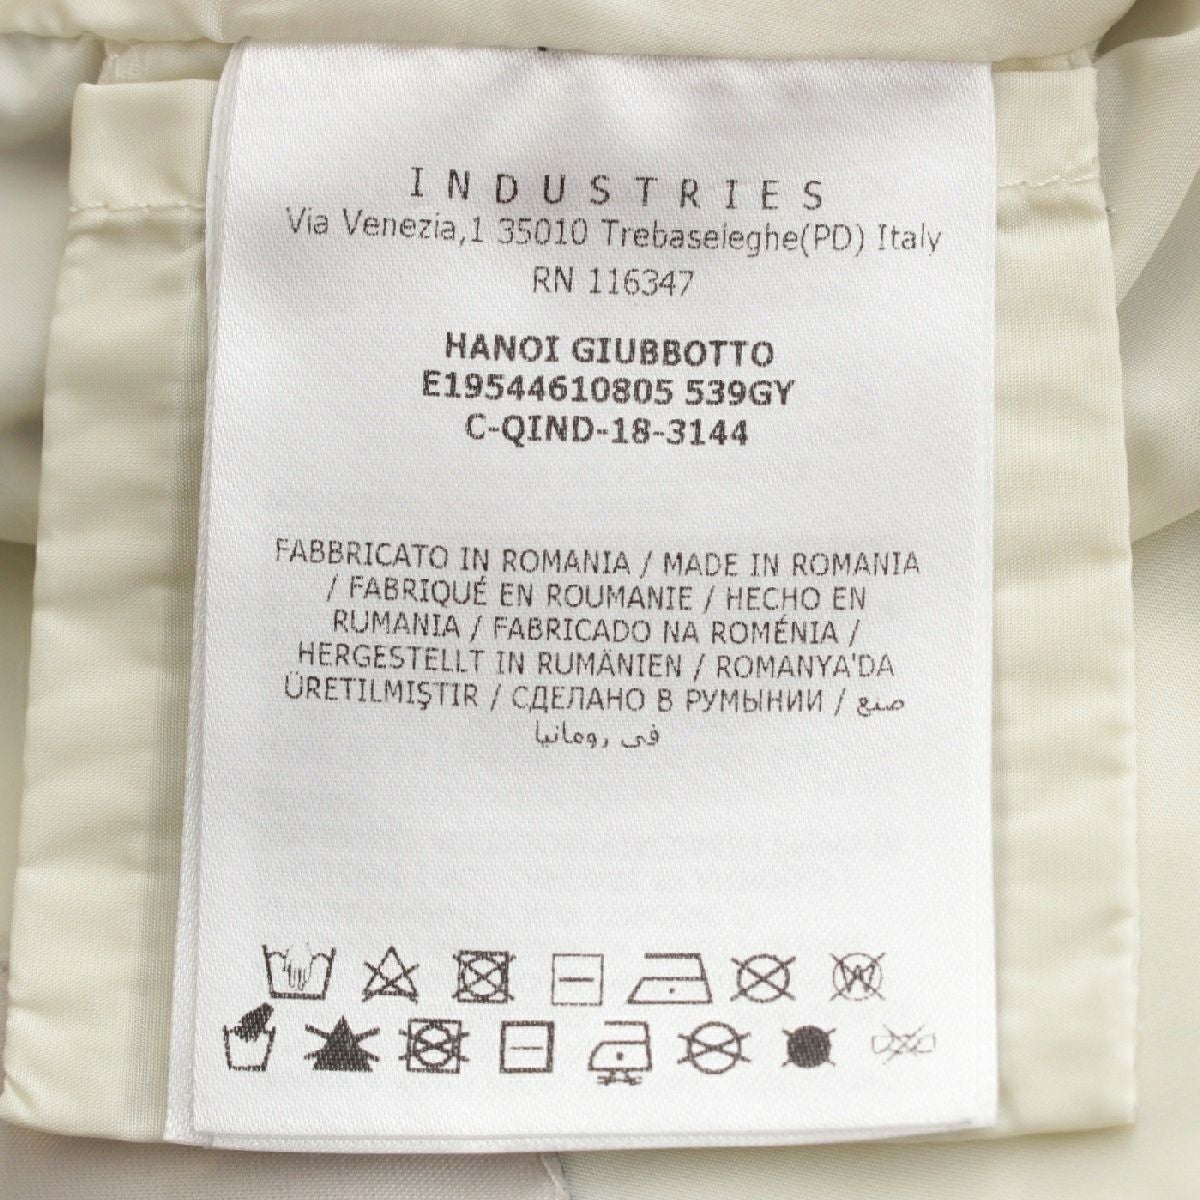 INDUSTRIES
Via Venezia,1 35010 Trebaseleghe(PD) Italy
RN 116347
HANOI GIUBBOTTO
E19544610805 539GY
C-QIND-18-3144
FABBRICATO IN ROMANIA / MADE IN ROMANIA
/ FABRIQUÉ EN ROUMANIE / HECHO EN
RUMANIA / FABRICADO NA ROMÉNIA /
HERGESTELLT IN RUMÄNIEN / ROMANYA'DA
ÜRETILMIŞTIR / СДЕЛАНО В РУМЫНИИ / صنع
في رومانيا
W